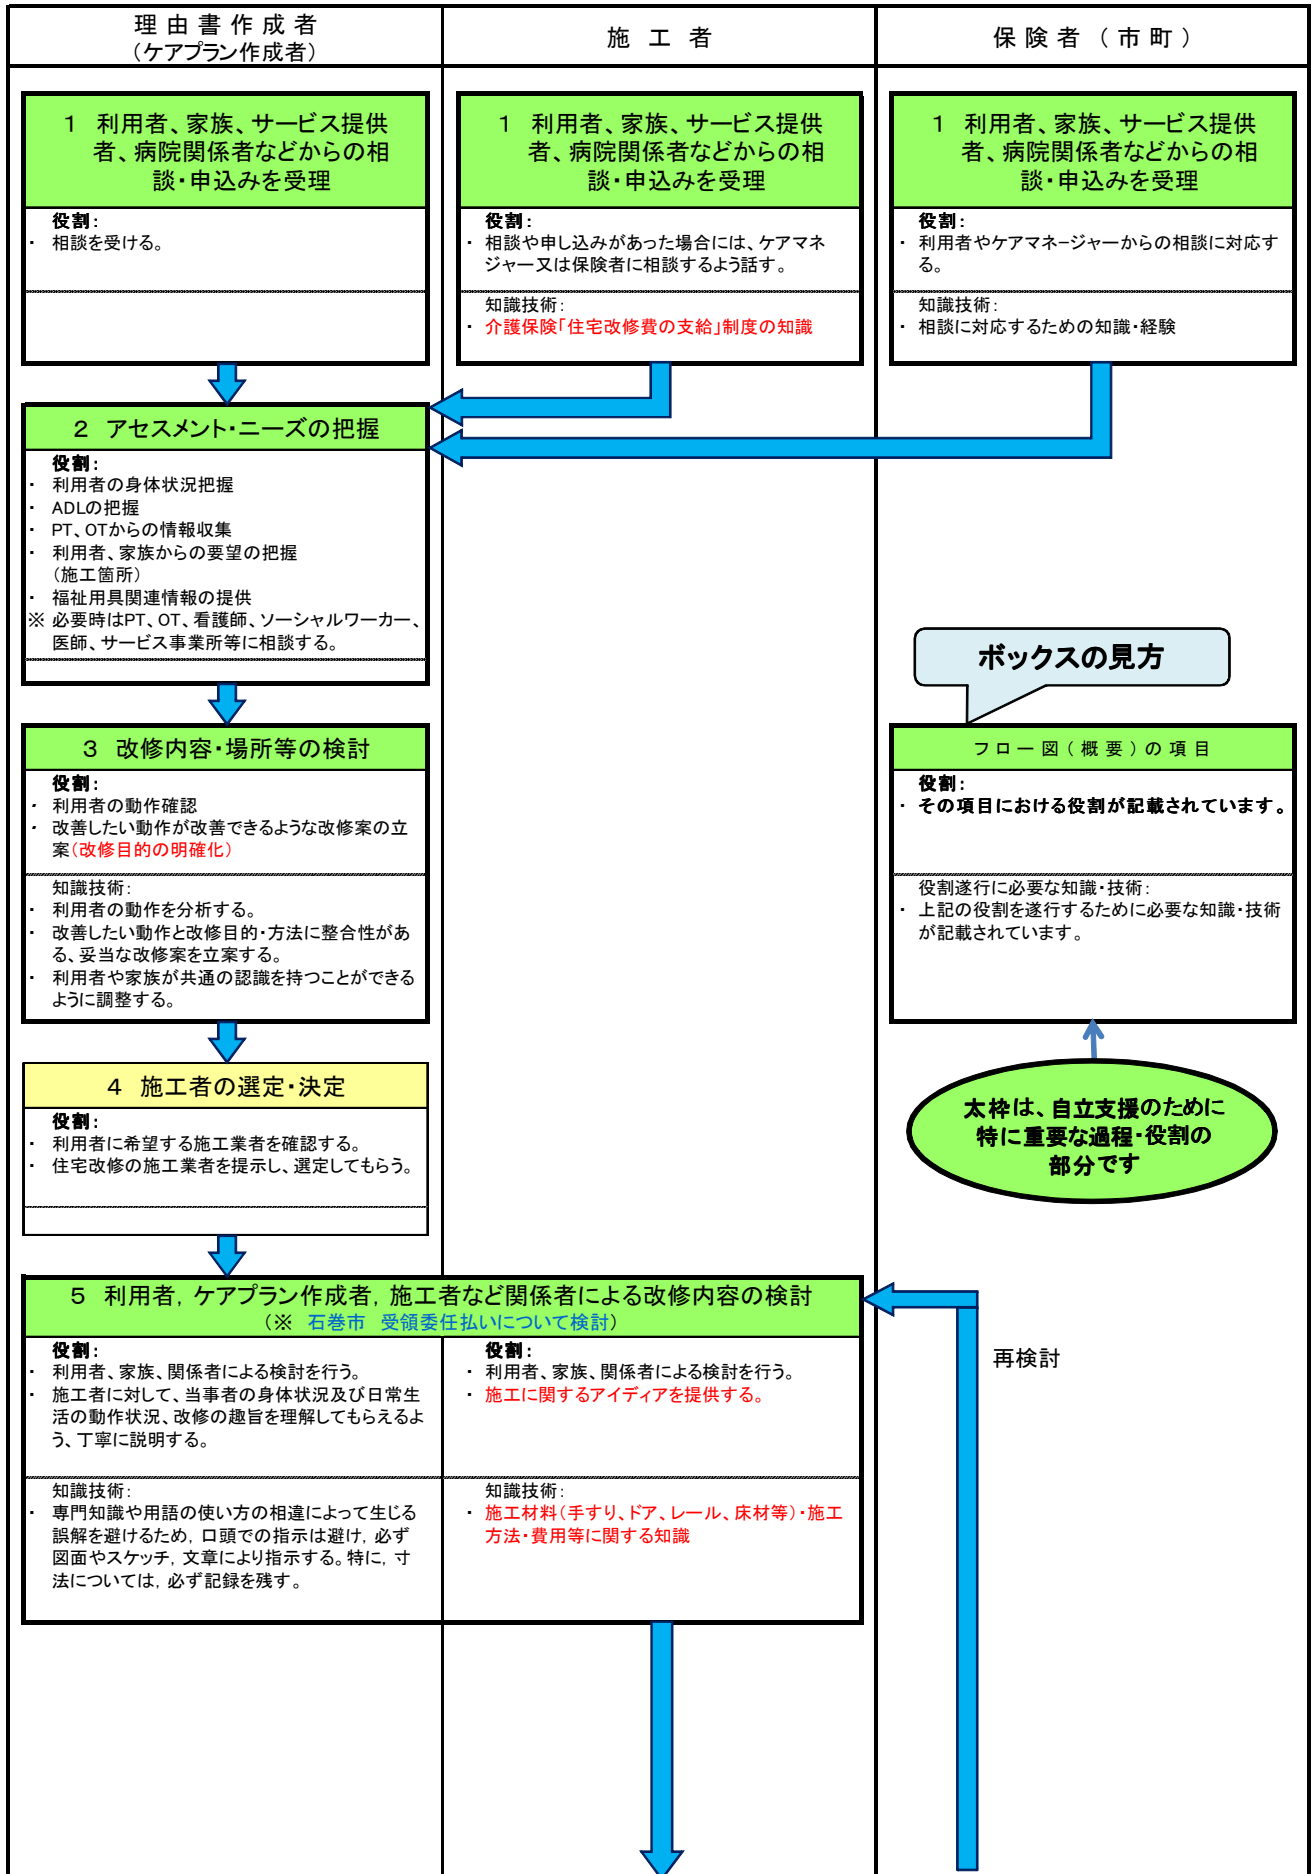 理由書作成者
（ケアプラン作成者）
施工者
保険者（市町）
１　利用者、家族、サービス提供
者、病院関係者などからの相
談・申込みを受理
役割：
・ 相談を受ける。
１　利用者、家族、サービス提供
者、病院関係者などからの相
談・申込みを受理
役割：
・ 相談や申し込みがあった場合には、ケアマネ
ジャー又は保険者に相談するよう話す。
知識技術：
・ 介護保険「住宅改修費の支給」制度の知識
１　利用者、家族、サービス提供
者、病院関係者などからの相
談・申込みを受理
役割：
・ 利用者やケアマネージャーからの相談に対応す
る。
知識技術：
・ 相談に対応するための知識・経験
２　アセスメント・ニーズの把握
役割：
・ 利用者の身体状況把握
・ ADLの把握
・ PT、OTからの情報収集
・ 利用者、家族からの要望の把握
（施工箇所）
・ 福祉用具関連情報の提供
※ 必要時はPT、OT、看護師、ソーシャルワーカー、
医師、サービス事業所等に相談する。
ボックスの見方
３　改修内容・場所等の検討
役割：
・ 利用者の動作確認
・ 改善したい動作が改善できるような改修案の立
案（改修目的の明確化）
知識技術：
・ 利用者の動作を分析する。
・ 改善したい動作と改修目的・方法に整合性があ
る、妥当な改修案を立案する。
・ 利用者や家族が共通の認識を持つことができる
ように調整する。
フロー図（概要）の項目
役割：
・ その項目における役割が記載されています。
役割遂行に必要な知識・技術：
・ 上記の役割を遂行するために必要な知識・技術
が記載されています。
４　施工者の選定・決定
役割：
・ 利用者に希望する施工業者を確認する。
・ 住宅改修の施工業者を提示し、選定してもらう。
太枠は、自立支援のために
特に重要な過程・役割の
部分です
５　利用者，ケアプラン作成者，施工者など関係者による改修内容の検討
（※　石巻市　受領委任払いについて検討）
役割：
・ 利用者、家族、関係者による検討を行う。
・ 施工者に対して、当事者の身体状況及び日常生
活の動作状況、改修の趣旨を理解してもらえるよ
う、丁寧に説明する。
知識技術：
・ 専門知識や用語の使い方の相違によって生じる
誤解を避けるため，口頭での指示は避け，必ず
図面やスケッチ，文章により指示する。特に，寸
法については，必ず記録を残す。
役割：
・ 利用者、家族、関係者による検討を行う。
・ 施工に関するアイディアを提供する。
知識技術：
・ 施工材料（手すり、ドア、レール、床材等）・施工
方法・費用等に関する知識
再検討